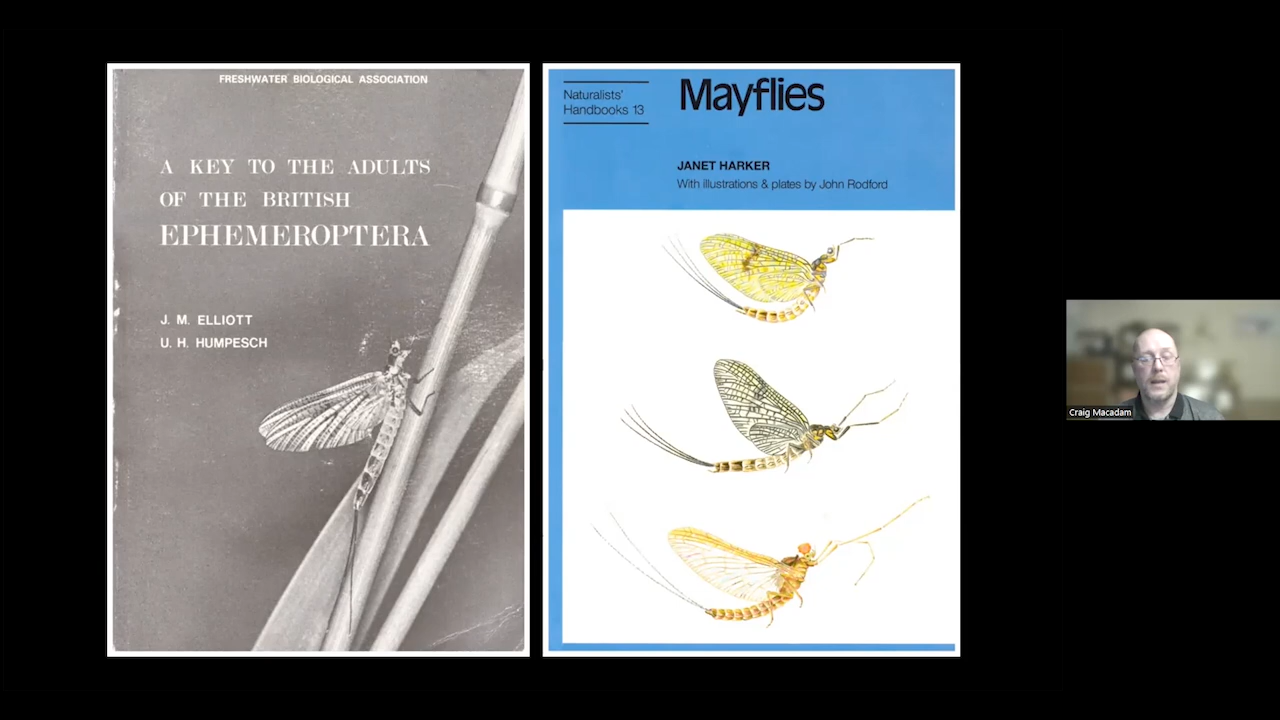 FRESHWATER BIOLOGICAL ASSOCIATION
A KEY TO THE ADULTS
OF THE BRITISH
EPHEMEROPTERA
J. M. ELLIOTT
U. H. HUMPESCH
Naturalists'
Handbooks 13
Mayflies
JANET HARKER
With illustrations & plates by John Rodford
Craig Macadam